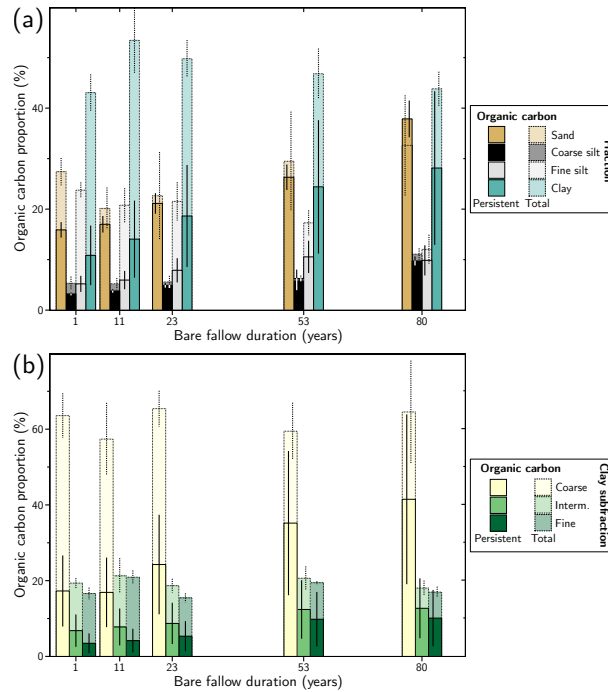 (a)
Organic carbon proportion (%)
40
20
0
1
11
23
53
80
Bare fallow duration (years)
Organic carbon
Sand
Coarse silt
Fine silt
Clay
Persistent
Total
Fraction
(b)
Organic carbon proportion (%)
80
60
40
20
0
1
11
23
53
80
Bare fallow duration (years)
Organic carbon
Coarse
Interm.
Fine
Persistent
Total
Clay subfraction